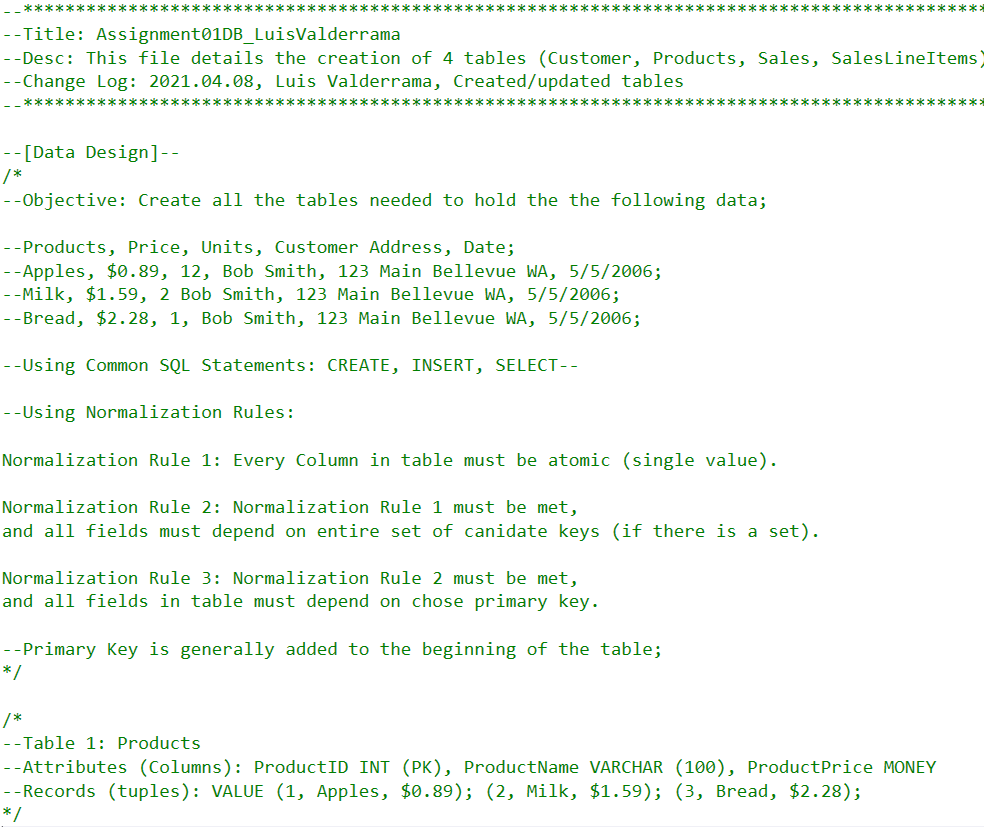 --*******************************************************************************************
--Title: Assignment01DB_LuisValderrama
--Desc: This file details the creation of 4 tables (Customer, Products, Sales, SalesLineItems)
--Change Log: 2021.04.08, Luis Valderrama, Created/updated tables
--*******************************************************************************************
--[Data Design]--
/*
--Objective: Create all the tables needed to hold the the following data;
--Products, Price, Units, Customer Address, Date;
--Apples, $0.89, 12, Bob Smith, 123 Main Bellevue WA, 5/5/2006;
--Milk, $1.59, 2 Bob Smith, 123 Main Bellevue WA, 5/5/2006;
--Bread, $2.28, 1, Bob Smith, 123 Main Bellevue WA, 5/5/2006;
--Using Common SQL Statements: CREATE, INSERT, SELECT--
--Using Normalization Rules:
Normalization Rule 1: Every Column in table must be atomic (single value).
Normalization Rule 2: Normalization Rule 1 must be met,
and all fields must depend on entire set of canidate keys (if there is a set).
Normalization Rule 3: Normalization Rule 2 must be met,
and all fields in table must depend on chose primary key.
--Primary Key is generally added to the beginning of the table;
*/
/*
--Table 1: Products
--Attributes (Columns): ProductID INT (PK), ProductName VARCHAR (100), ProductPrice MONEY
--Records (tuples): VALUE (1, Apples, $0.89); (2, Milk, $1.59); (3, Bread, $2.28);
*/